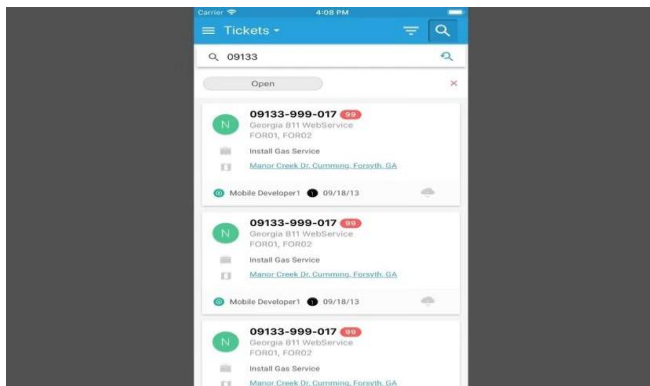 Carrier 4:08 PM
Tickets
09133
Open ×
09133-999-017 99
N
Georgia 811 WebService
FOR01, FOR02
Install Gas Service
Manor Creek Dr, Cumming, Forsyth, GA
Mobile Developer1 1 09/18/13
09133-999-017 99
N
Georgia 811 WebService
FOR01, FOR02
Install Gas Service
Manor Creek Dr, Cumming, Forsyth, GA
Mobile Developer1 1 09/18/13
09133-999-017 99
N
Georgia 811 WebService
FOR01, FOR02
Install Gas Service
Manor Creek Dr, Cumming, Forsyth, GA